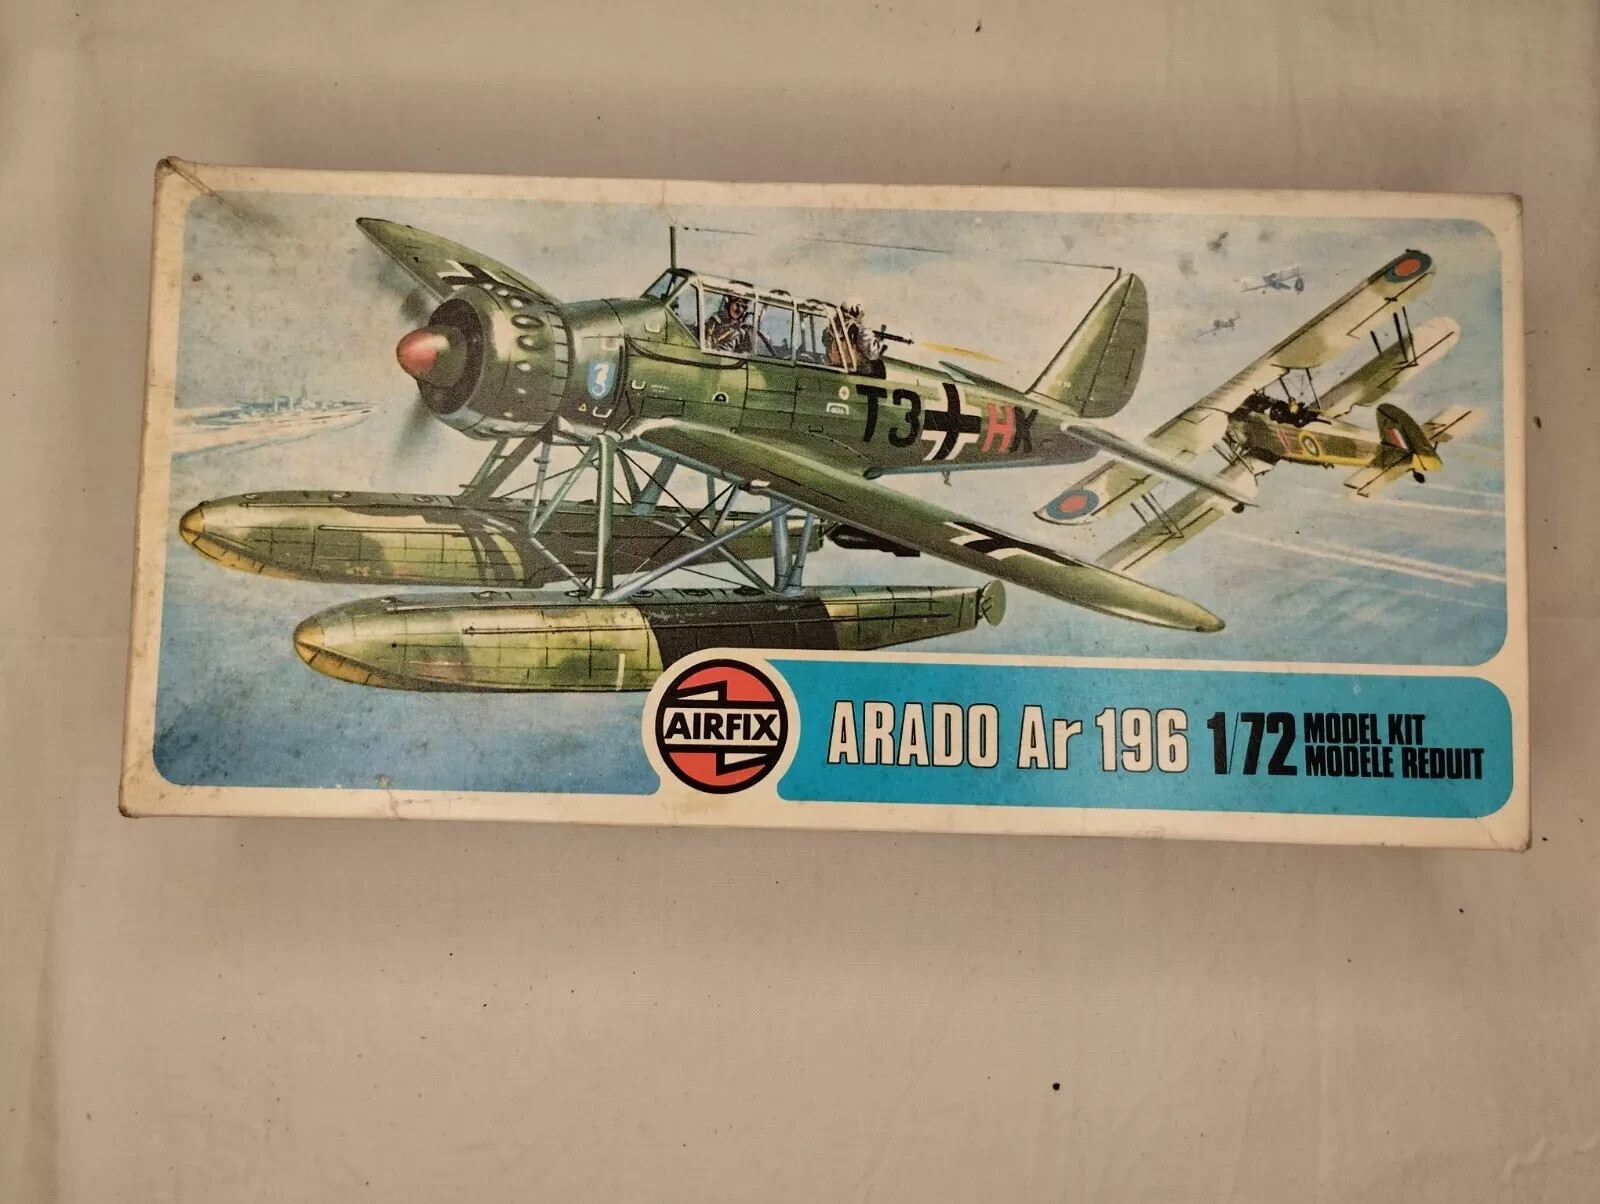 T3 HX
AIRFIX
ARADO Ar 196 1/72 MODEL KIT
MODELE REDUIT